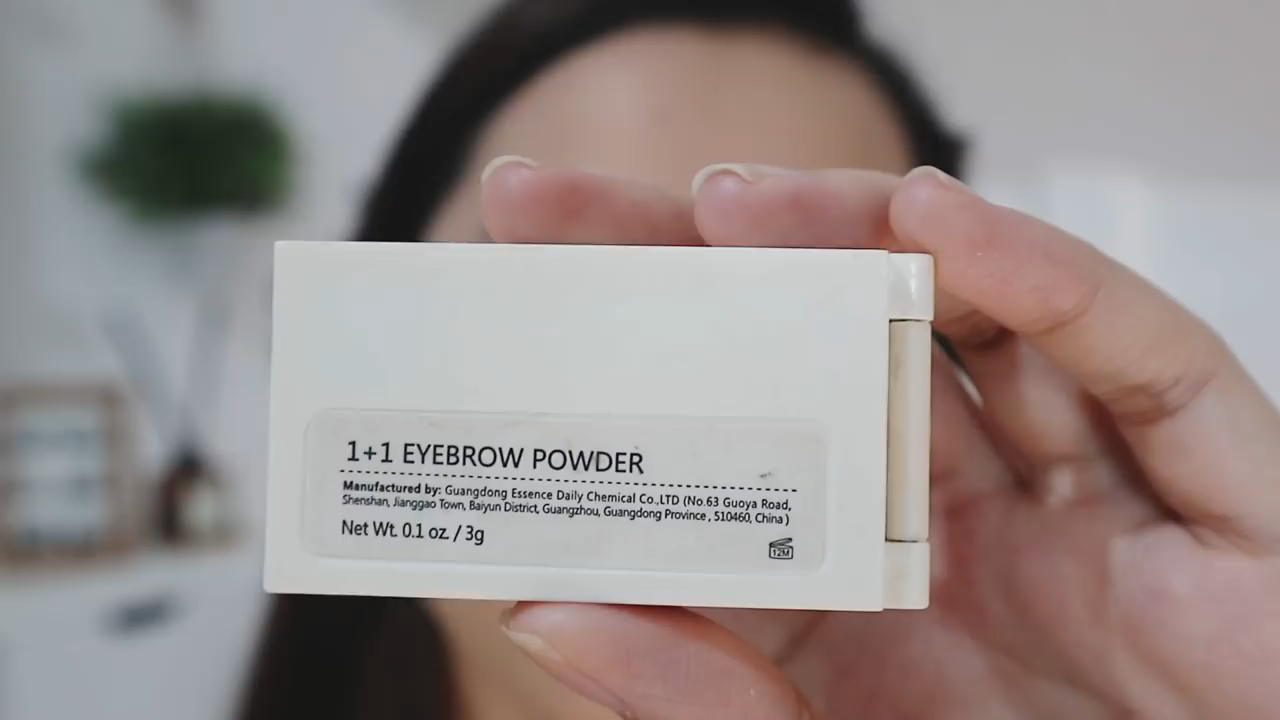 1+1 EYEBROW POWDER
Manufactured by: Guangdong Essence Daily Chemical Co.,LTD (No.63 Guoya Road,
Shenshan, Jianggao Town, Baiyun District, Guangzhou, Guangdong Province , 510460, China )
Net Wt. 0.1 oz. / 3g
12M